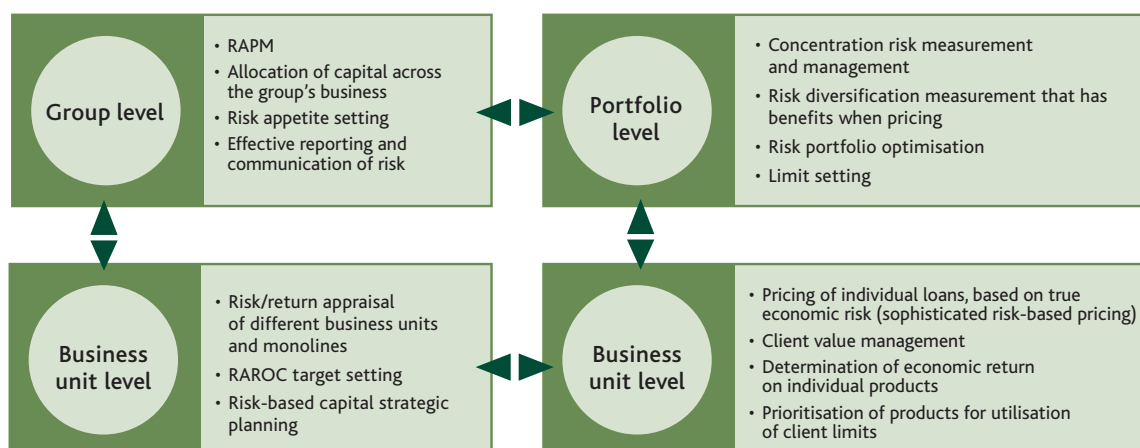 Group level
• RAPM
• Allocation of capital across
the group's business
• Risk appetite setting
• Effective reporting and
communication of risk
Portfolio
level
• Concentration risk measurement
and management
• Risk diversification measurement that has
benefits when pricing
• Risk portfolio optimisation
• Limit setting
Business
unit level
• Risk/return appraisal
of different business units
and monolines
• RAROC target setting
• Risk-based capital strategic
planning
Business
unit level
• Pricing of individual loans, based on true
economic risk (sophisticated risk-based pricing)
• Client value management
• Determination of economic return
on individual products
• Prioritisation of products for utilisation
of client limits